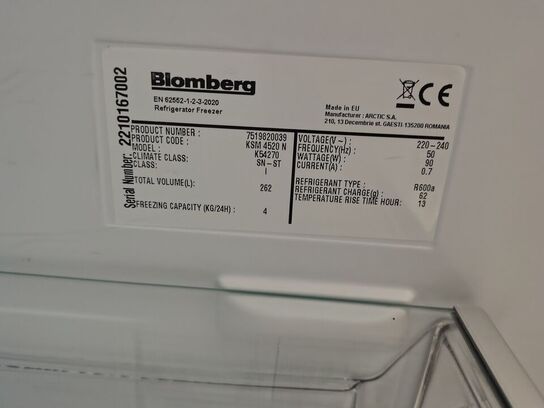 Blomberg
EN 62552-1-2-3-2020
Refrigerator Freezer
Made in EU
Manufacturer : ARCTIC S.A.
210, 13 Decembrie st. GAESTI-135200 ROMANIA
Serial Number: 2210167002
PRODUCT NUMBER : 7519820039
PRODUCT CODE : KSM 4520 N
MODEL : K54270
CLIMATE CLASS: SN-ST
I
TOTAL VOLUME(L): 262
FREEZING CAPACITY (KG/24H) : 4
VOLTAGE(V~): 220-240
FREQUENCY(Hz): 50
WATTAGE(W): 90
CURRENT(A): 0.7
REFRIGERANT TYPE : R600a
REFRIGERANT CHARGE(g): 62
TEMPERATURE RISE TIME HOUR: 13